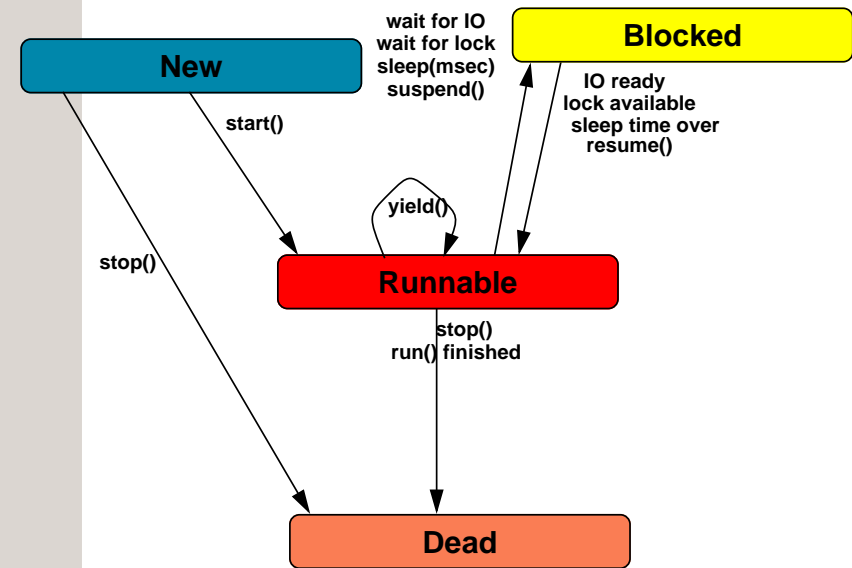 New
wait for IO
wait for lock
sleep(msec)
suspend()
Blocked
IO ready
lock available
sleep time over
resume()
start()
yield()
stop()
Runnable
stop()
run() finished
Dead